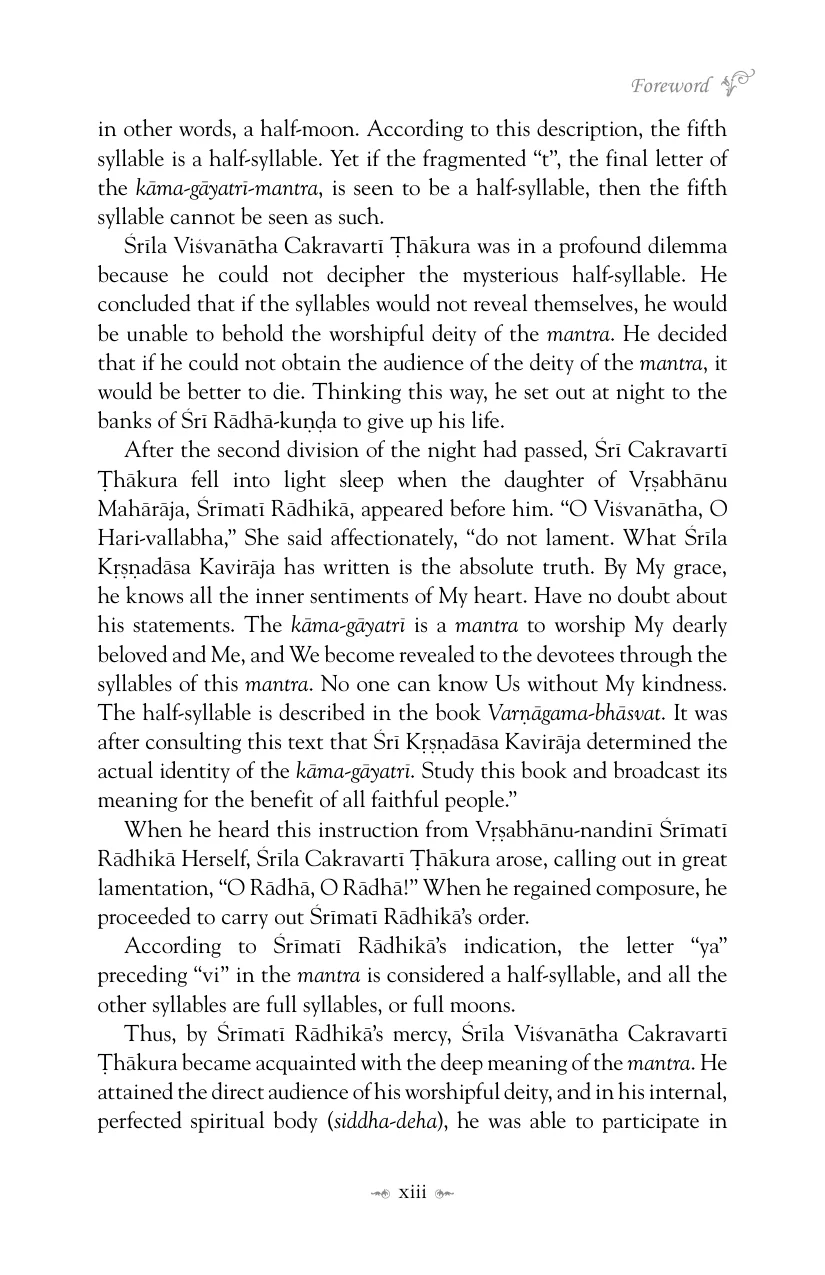 Foreword
in other words, a half-moon. According to this description, the fifth
syllable is a half-syllable. Yet if the fragmented “t”, the final letter of
the kāma-gāyatrī-mantra, is seen to be a half-syllable, then the fifth
syllable cannot be seen as such.
Śrīla Viśvanātha Cakravartī Ṭhākura was in a profound dilemma
because he could not decipher the mysterious half-syllable. He
concluded that if the syllables would not reveal themselves, he would
be unable to behold the worshipful deity of the mantra. He decided
that if he could not obtain the audience of the deity of the mantra, it
would be better to die. Thinking this way, he set out at night to the
banks of Śrī Rādhā-kuṇḍa to give up his life.
After the second division of the night had passed, Śrī Cakravartī
Ṭhākura fell into light sleep when the daughter of Vṛṣabhānu
Mahārāja, Śrīmatī Rādhikā, appeared before him. “O Viśvanātha, O
Hari-vallabha,” She said affectionately, “do not lament. What Śrīla
Kṛṣṇadāsa Kavirāja has written is the absolute truth. By My grace,
he knows all the inner sentiments of My heart. Have no doubt about
his statements. The kāma-gāyatrī is a mantra to worship My dearly
beloved and Me, and We become revealed to the devotees through the
syllables of this mantra. No one can know Us without My kindness.
The half-syllable is described in the book Varṇāgama-bhāsvat. It was
after consulting this text that Śrī Kṛṣṇadāsa Kavirāja determined the
actual identity of the kāma-gāyatrī. Study this book and broadcast its
meaning for the benefit of all faithful people.”
When he heard this instruction from Vṛṣabhānu-nandinī Śrīmatī
Rādhikā Herself, Śrīla Cakravartī Ṭhākura arose, calling out in great
lamentation, “O Rādhā, O Rādhā!” When he regained composure, he
proceeded to carry out Śrīmatī Rādhikā’s order.
According to Śrīmatī Rādhikā’s indication, the letter “ya”
preceding “vi” in the mantra is considered a half-syllable, and all the
other syllables are full syllables, or full moons.
Thus, by Śrīmatī Rādhikā’s mercy, Śrīla Viśvanātha Cakravartī
Ṭhākura became acquainted with the deep meaning of the mantra. He
attained the direct audience of his worshipful deity, and in his internal,
perfected spiritual body (siddha-deha), he was able to participate in
xiii